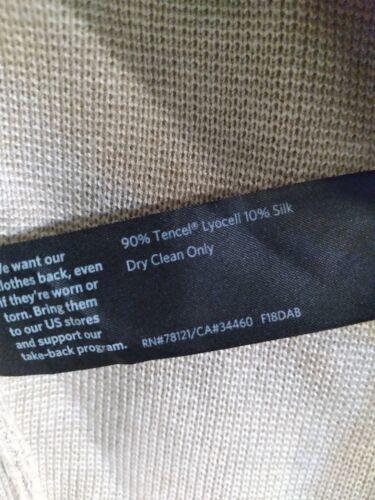 We want our
clothes back, even
if they're worn or
torn. Bring them
to our US stores
and support our
take-back program.
90% Tencel® Lyocell 10% Silk
Dry Clean Only
RN#78121/CA#34460 F18DAB